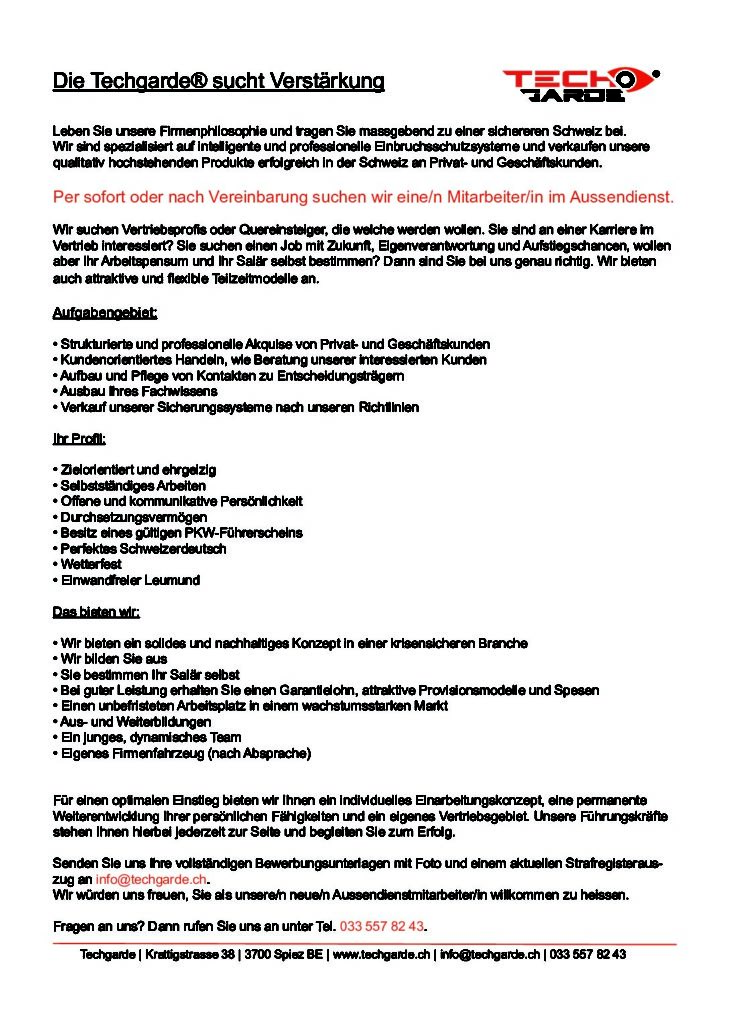 Die Techgarde® sucht Verstärkung
TECH
GARDE
Leben Sie unsere Firmenphilosophie und tragen Sie massgebend zu einer sichereren Schweiz bei.
Wir sind spezialisiert auf intelligente und professionelle Einbruchsschutzsysteme und verkaufen unsere
qualitativ hochstehenden Produkte erfolgreich in der Schweiz an Privat- und Geschäftskunden.
Per sofort oder nach Vereinbarung suchen wir eine/n Mitarbeiter/in im Aussendienst.
Wir suchen Vertriebsprofis oder Quereinsteiger, die welche werden wollen. Sie sind an einer Karriere im
Vertrieb interessiert? Sie suchen einen Job mit Zukunft, Eigenverantwortung und Aufstiegschancen, wollen
aber Ihr Arbeitspensum und Ihr Salär selbst bestimmen? Dann sind Sie bei uns genau richtig. Wir bieten
auch attraktive und flexible Teilzeitmodelle an.
Aufgabengebiet:
• Strukturierte und professionelle Akquise von Privat- und Geschäftskunden
• Kundenorientiertes Handeln, wie Beratung unserer interessierten Kunden
• Aufbau und Pflege von Kontakten zu Entscheidungsträgern
• Ausbau Ihres Fachwissens
• Verkauf unserer Sicherungssysteme nach unseren Richtlinien
Ihr Profil:
• Zielorientiert und ehrgeizig
• Selbstständiges Arbeiten
• Offene und kommunikative Persönlichkeit
• Durchsetzungsvermögen
• Besitz eines gültigen PKW-Führerscheins
• Perfektes Schweizerdeutsch
• Wetterfest
• Einwandfreier Leumund
Das bieten wir:
• Wir bieten ein solides und nachhaltiges Konzept in einer krisensicheren Branche
• Wir bilden Sie aus
• Sie bestimmen Ihr Salär selbst
• Bei guter Leistung erhalten Sie einen Garantielohn, attraktive Provisionsmodelle und Spesen
• Einen unbefristeten Arbeitsplatz in einem wachstumsstarken Markt
• Aus- und Weiterbildungen
• Ein junges, dynamisches Team
• Eigenes Firmenfahrzeug (nach Absprache)
Für einen optimalen Einstieg bieten wir Ihnen ein individuelles Einarbeitungskonzept, eine permanente
Weiterentwicklung Ihrer persönlichen Fähigkeiten und ein eigenes Vertriebsgebiet. Unsere Führungskräfte
stehen Ihnen hierbei jederzeit zur Seite und begleiten Sie zum Erfolg.
Senden Sie uns Ihre vollständigen Bewerbungsunterlagen mit Foto und einem aktuellen Strafregisteraus-
zug an info@techgarde.ch.
Wir würden uns freuen, Sie als unsere/n neue/n Aussendienstmitarbeiter/in willkommen zu heissen.
Fragen an uns? Dann rufen Sie uns an unter Tel. 033 557 82 43.
Techgarde | Krattigstrasse 38 | 3700 Spiez BE | www.techgarde.ch | info@techgarde.ch | 033 557 82 43